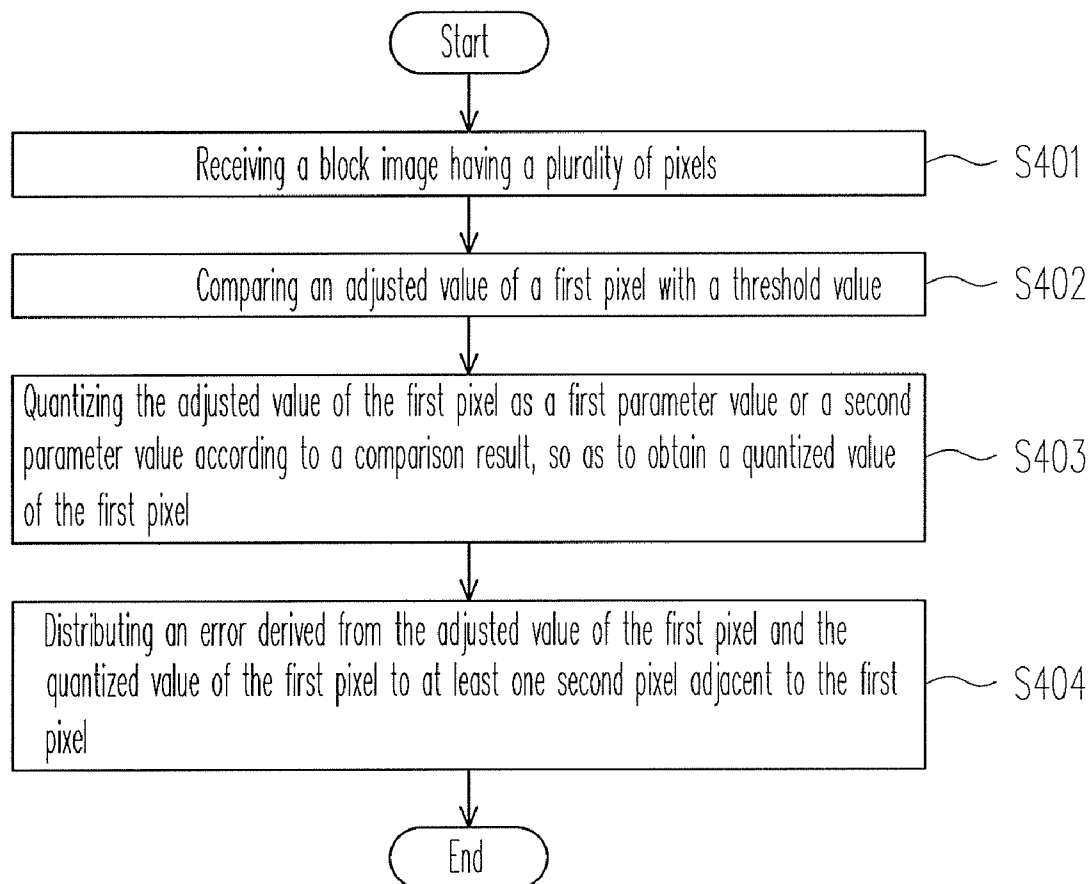 Start
Receiving a block image having a plurality of pixels
S401
Comparing an adjusted value of a first pixel with a threshold value
S402
Quantizing the adjusted value of the first pixel as a first parameter value or a second
parameter value according to a comparison result, so as to obtain a quantized value
of the first pixel
S403
Distributing an error derived from the adjusted value of the first pixel and the
quantized value of the first pixel to at least one second pixel adjacent to the first
pixel
S404
End